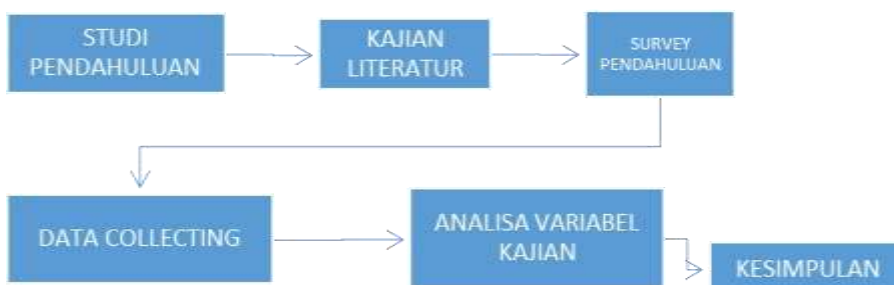 STUDI
PENDAHULUAN
KAJIAN
LITERATUR
SURVEY
PENDAHULUAN
DATA COLLECTING
ANALISA VARIABEL
KAJIAN
KESIMPULAN